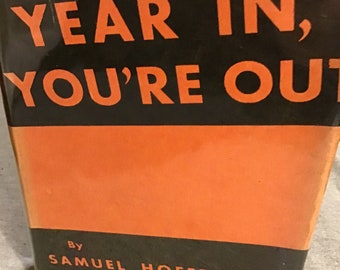 YEAR IN,
YOU'RE OUT
By
SAMUEL